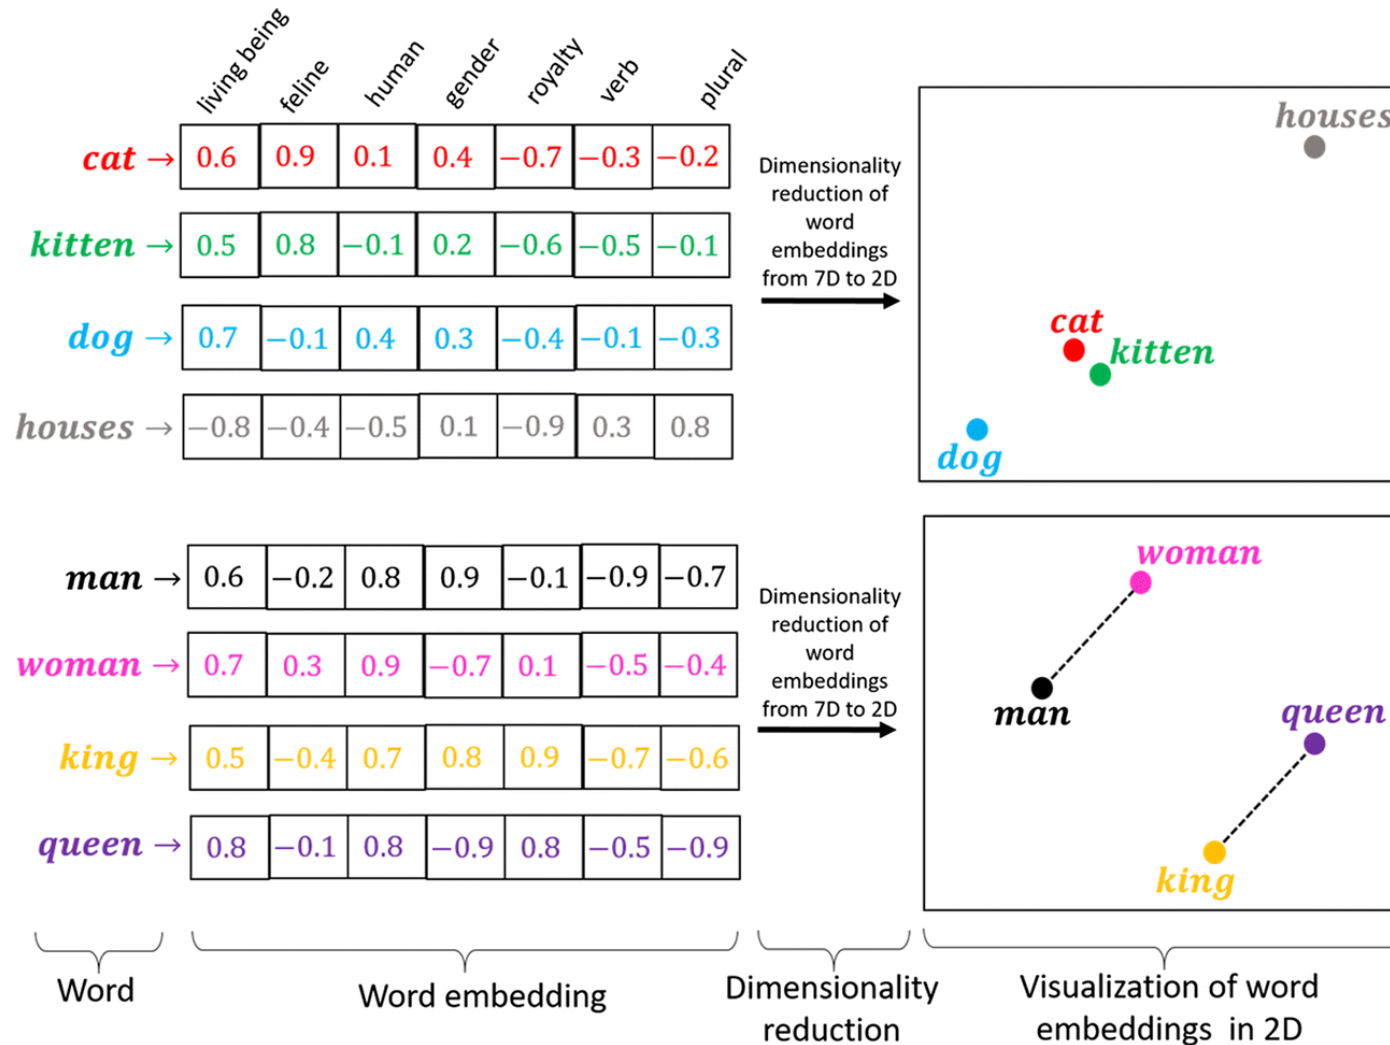 living being feline human gender royalty verb plural
cat → 0.6 0.9 0.1 0.4 −0.7 −0.3 −0.2
kitten → 0.5 0.8 −0.1 0.2 −0.6 −0.5 −0.1
dog → 0.7 −0.1 0.4 0.3 −0.4 −0.1 −0.3
houses → −0.8 −0.4 −0.5 0.1 −0.9 0.3 0.8
Dimensionality
reduction of
word
embeddings
from 7D to 2D
houses
cat
kitten
dog
man → 0.6 −0.2 0.8 0.9 −0.1 −0.9 −0.7
woman → 0.7 0.3 0.9 −0.7 0.1 −0.5 −0.4
king → 0.5 −0.4 0.7 0.8 0.9 −0.7 −0.6
queen → 0.8 −0.1 0.8 −0.9 0.8 −0.5 −0.9
Dimensionality
reduction of
word
embeddings
from 7D to 2D
woman
man
queen
king
Word
Word embedding
Dimensionality
reduction
Visualization of word
embeddings in 2D